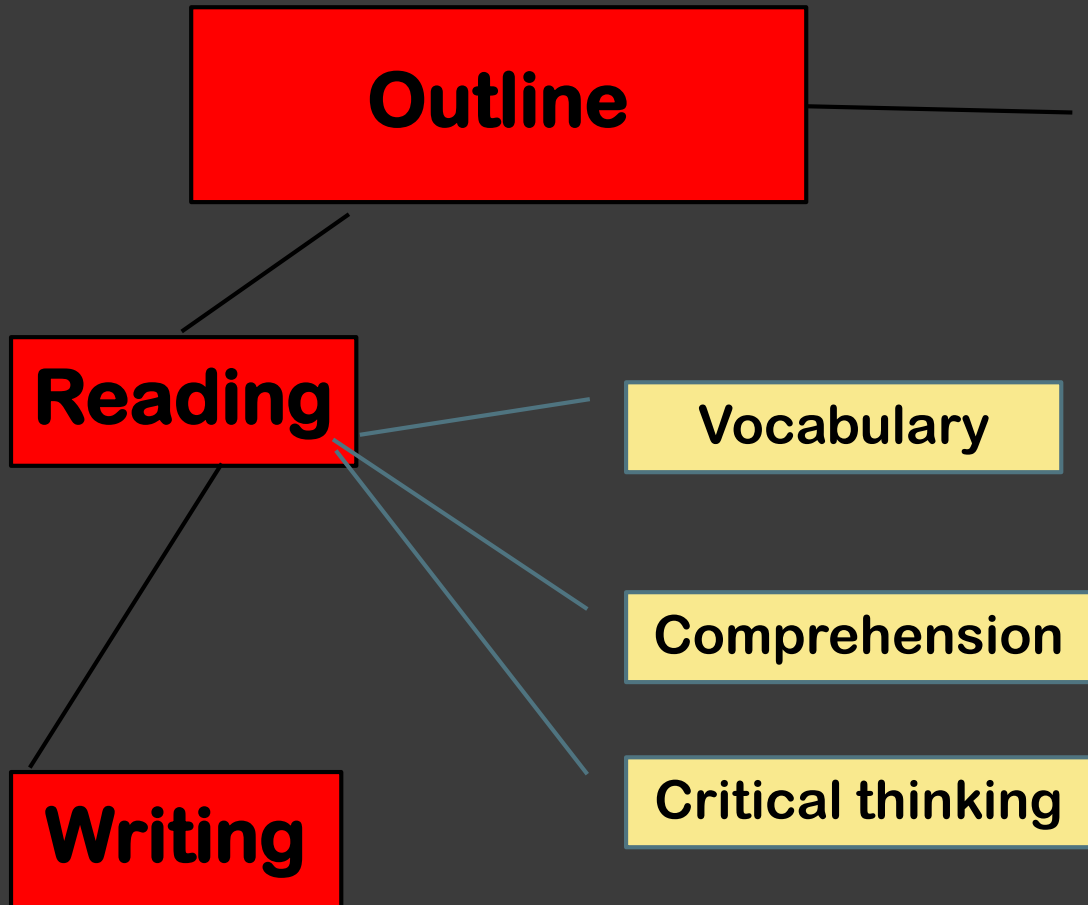 Outline
Reading
Vocabulary
Comprehension
Critical thinking
Writing